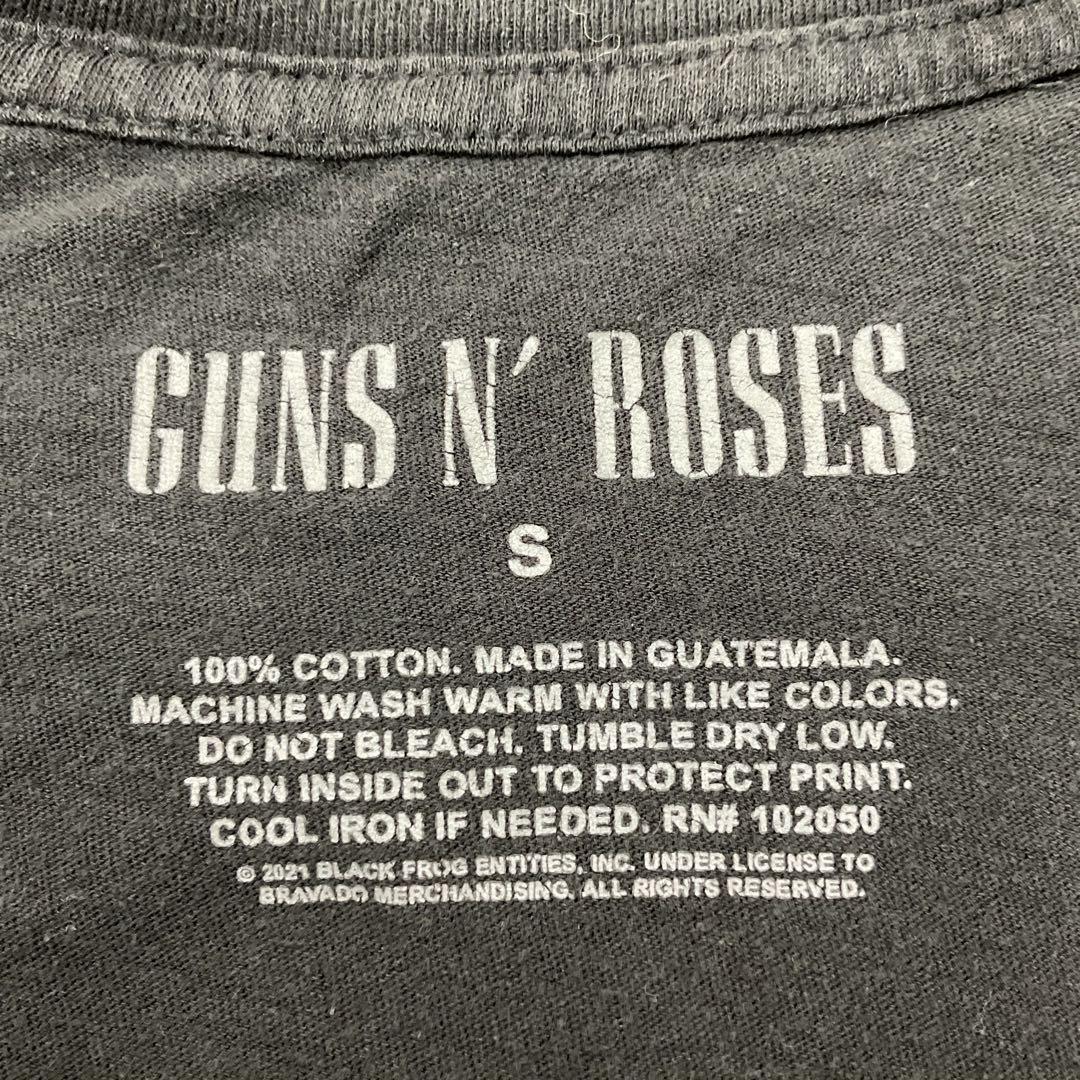 GUNS N' ROSES
S
100% COTTON. MADE IN GUATEMALA.
MACHINE WASH WARM WITH LIKE COLORS.
DO NOT BLEACH. TUMBLE DRY LOW.
TURN INSIDE OUT TO PROTECT PRINT.
COOL IRON IF NEEDED. RN# 102050
© 2021 BLACK FROG ENTITIES, INC. UNDER LICENSE TO
BRAVADO MERCHANDISING. ALL RIGHTS RESERVED.